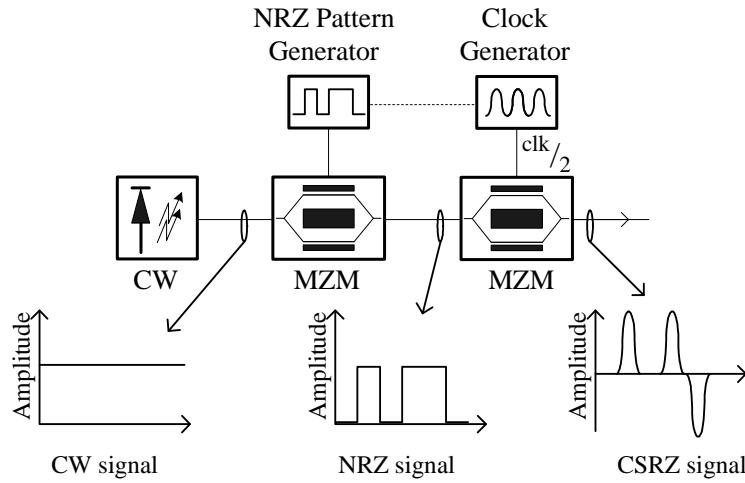 NRZ Pattern
Generator
Clock
Generator
clk/2
CW
MZM
MZM
Amplitude
Amplitude
Amplitude
CW signal
NRZ signal
CSRZ signal